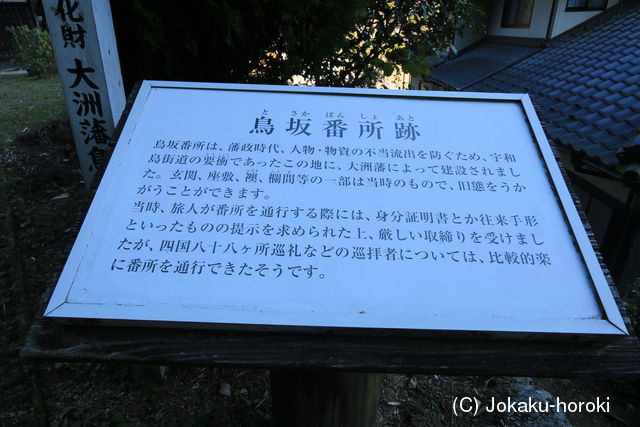 化財
大洲藩鳥
とさかばんしょあと
鳥坂番所跡
鳥坂番所は、藩政時代、人物・物資の不当流出を防ぐため、宇和
島街道の要衝であったこの地に、大洲藩によって建設されまし
た。玄関、座敷、襖、欄間等の一部は当時のもので、旧態をうか
がうことができます。
当時、旅人が番所を通行する際には、身分証明書とか往来手形
といったものの提示を求められた上、厳しい取締りを受けまし
たが、四国八十八ヶ所巡礼などの巡拝者については、比較的楽
に番所を通行できたそうです。
(C) Jokaku-horoki